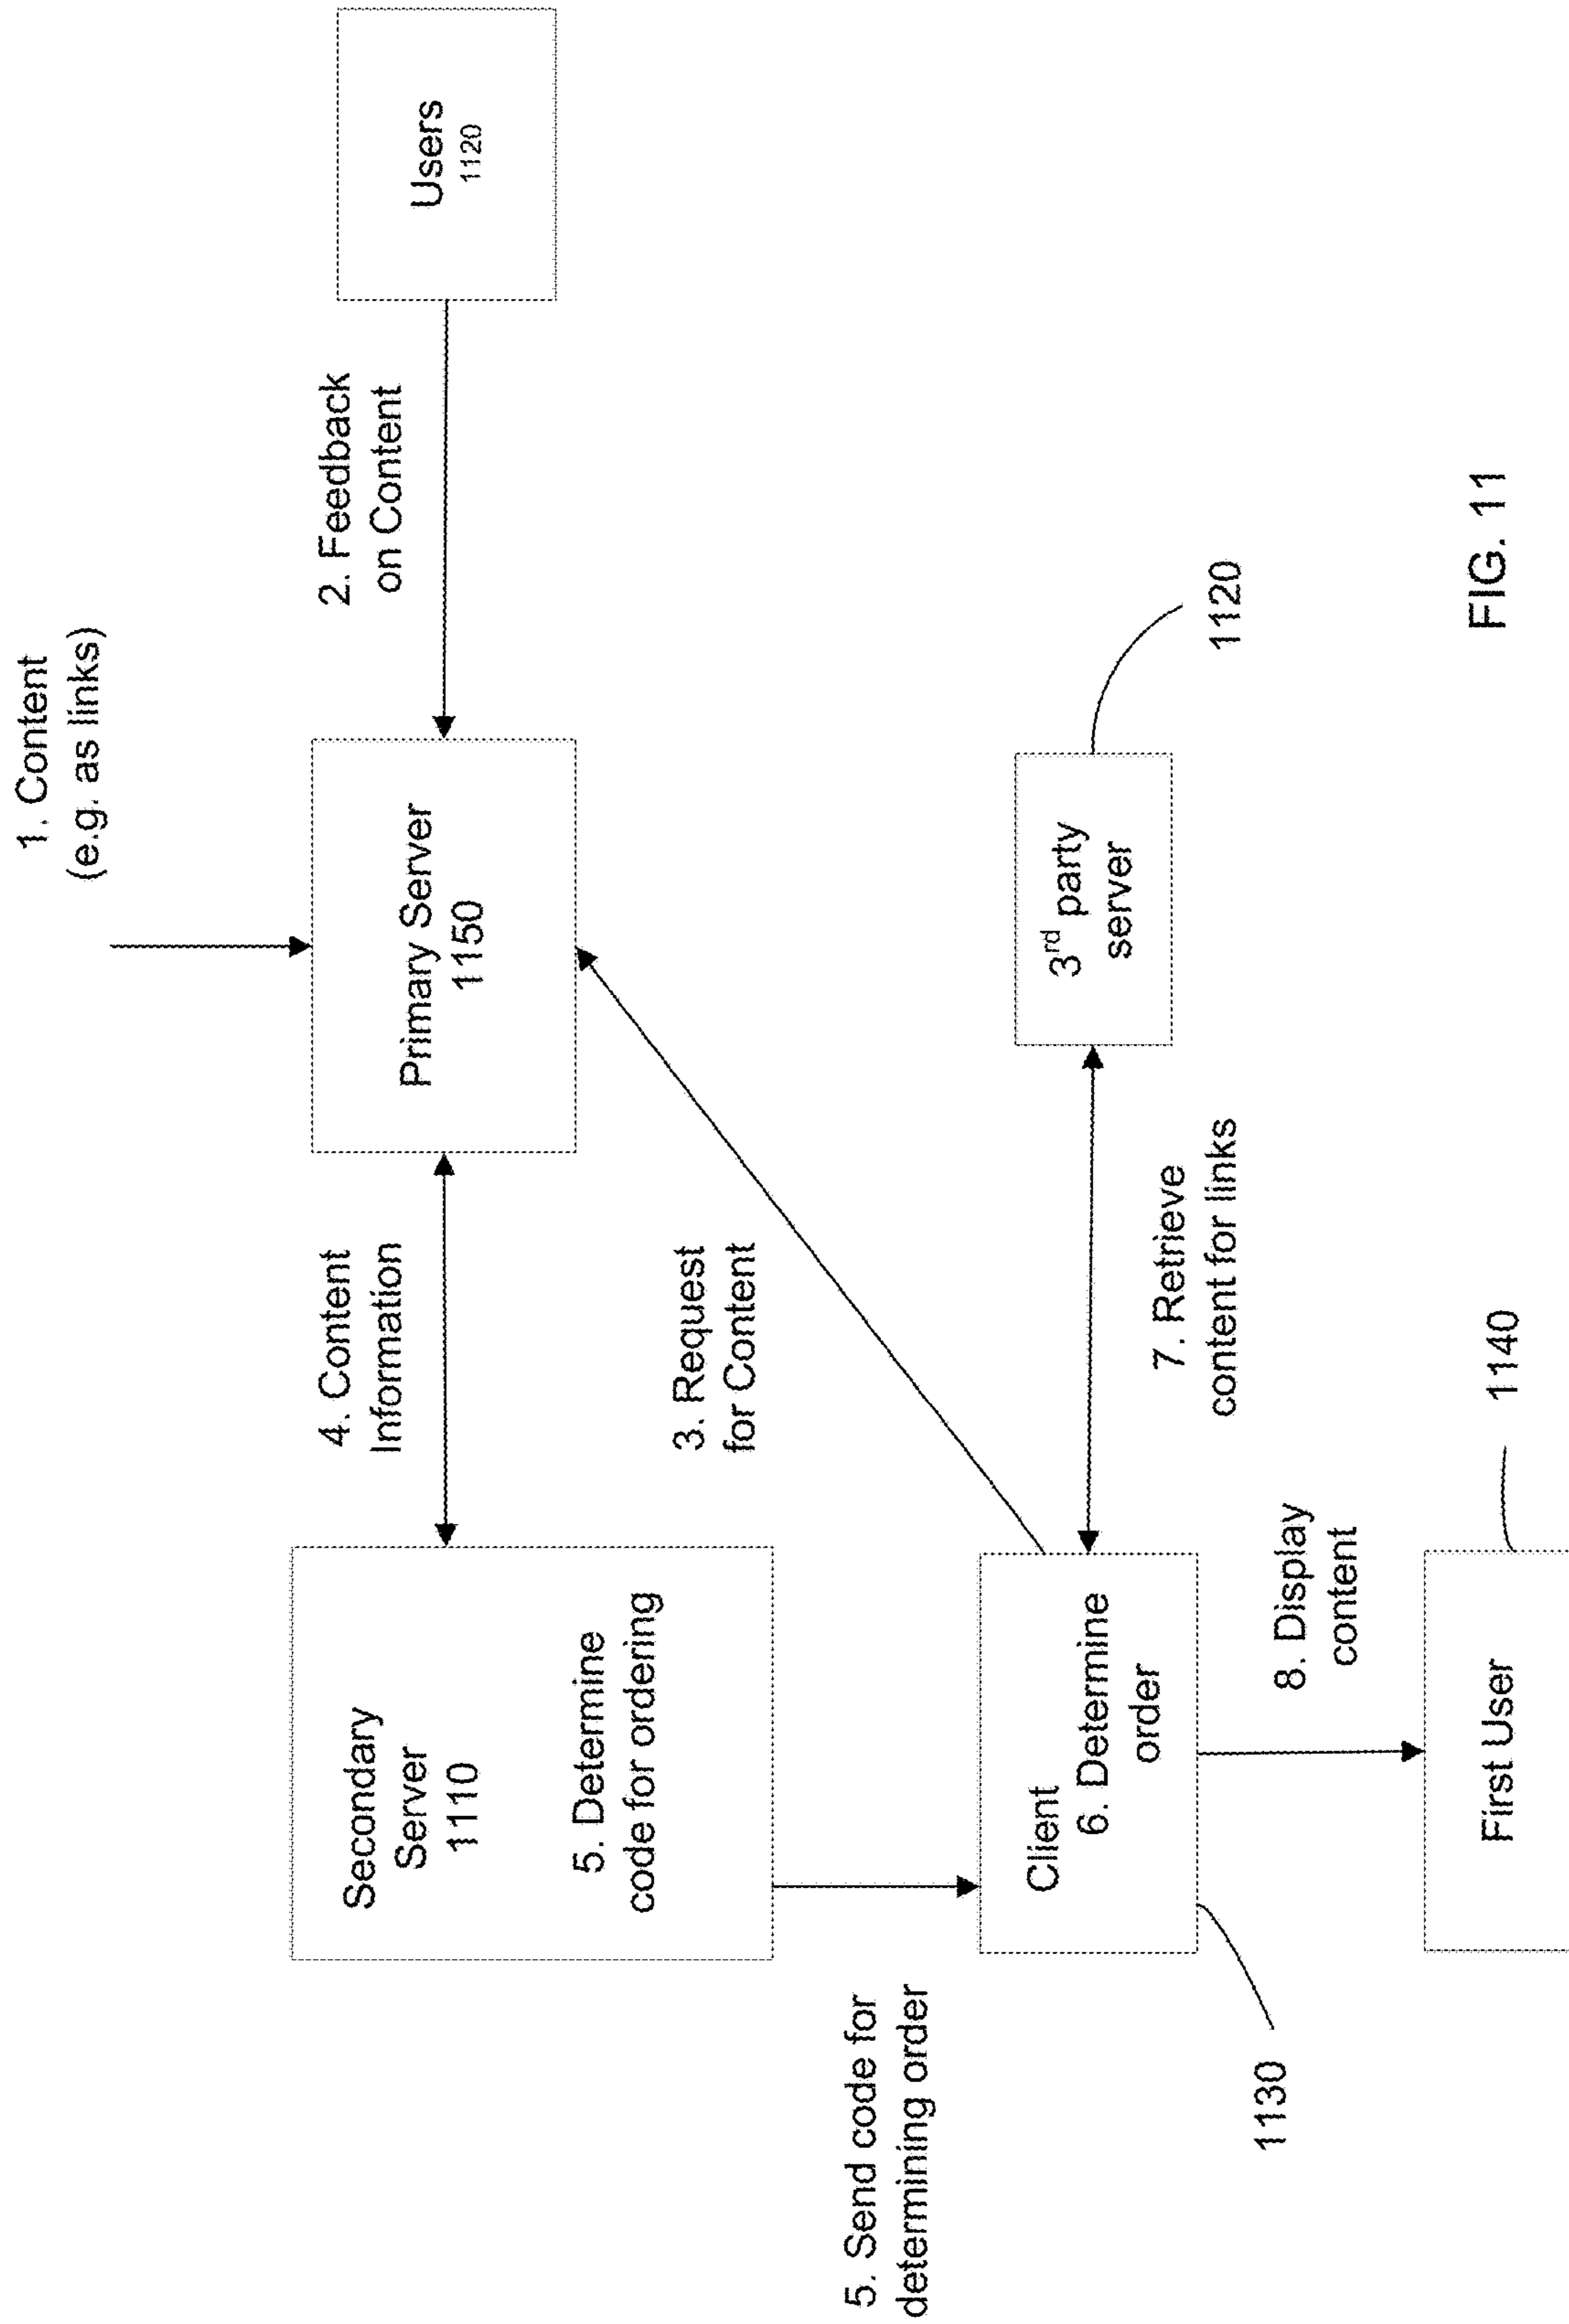 1. Content
(e.g. as links)
Secondary
Server
1110
5. Determine
code for ordering
4. Content
Information
Primary Server
1150
2. Feedback
on Content
Users
1120
3. Request
for Content
5. Send code for
determining order
Client
6. Determine
order
7. Retrieve
content for links
3rd party
server
1120
1130
8. Display
content
First User
1140
FIG. 11